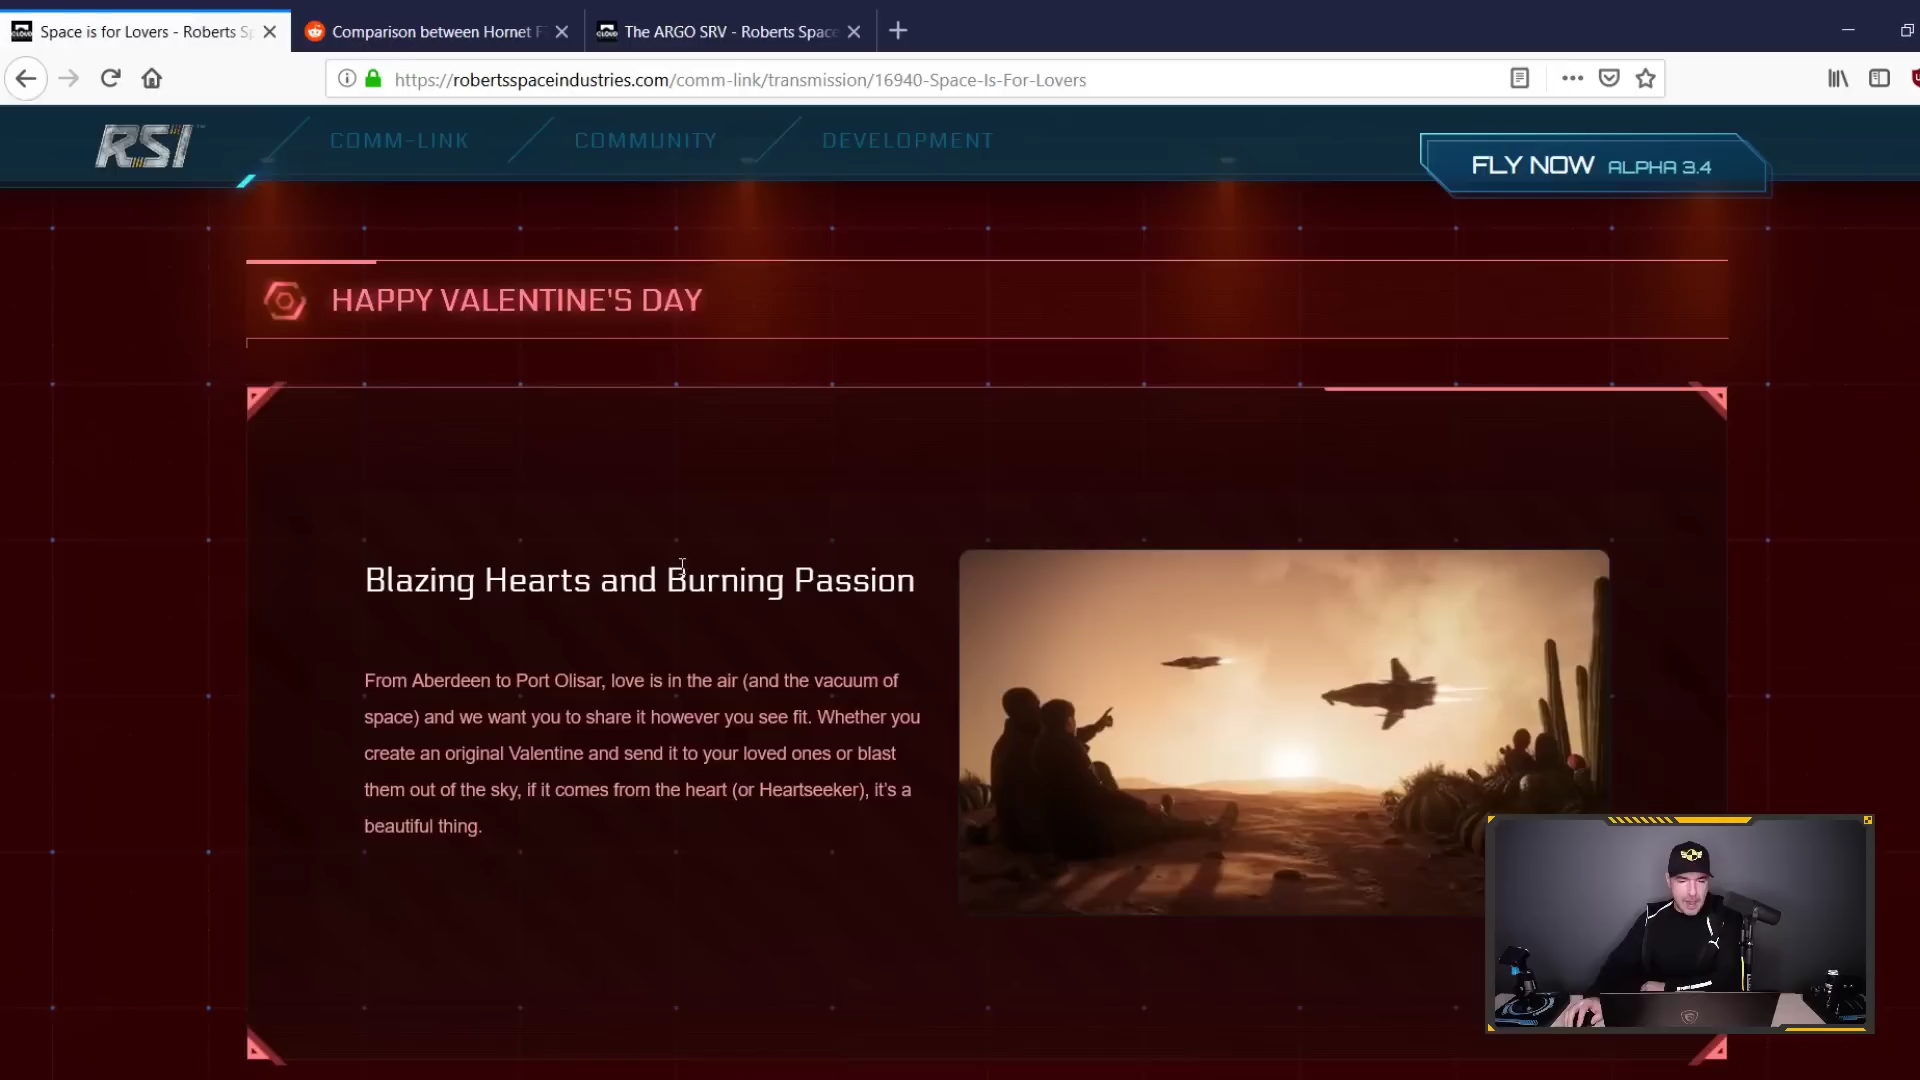 Space is for Lovers - Roberts Sp
Comparison between Hornet F
The ARGO SRV - Roberts Space
https://robertsspaceindustries.com/comm-link/transmission/16940-Space-Is-For-Lovers
RSI
COMM-LINK
COMMUNITY
DEVELOPMENT
FLY NOW ALPHA 3.4
HAPPY VALENTINE'S DAY
Blazing Hearts and Burning Passion
From Aberdeen to Port Olisar, love is in the air (and the vacuum of
space) and we want you to share it however you see fit. Whether you
create an original Valentine and send it to your loved ones or blast
them out of the sky, if it comes from the heart (or Heartseeker), it's a
beautiful thing.